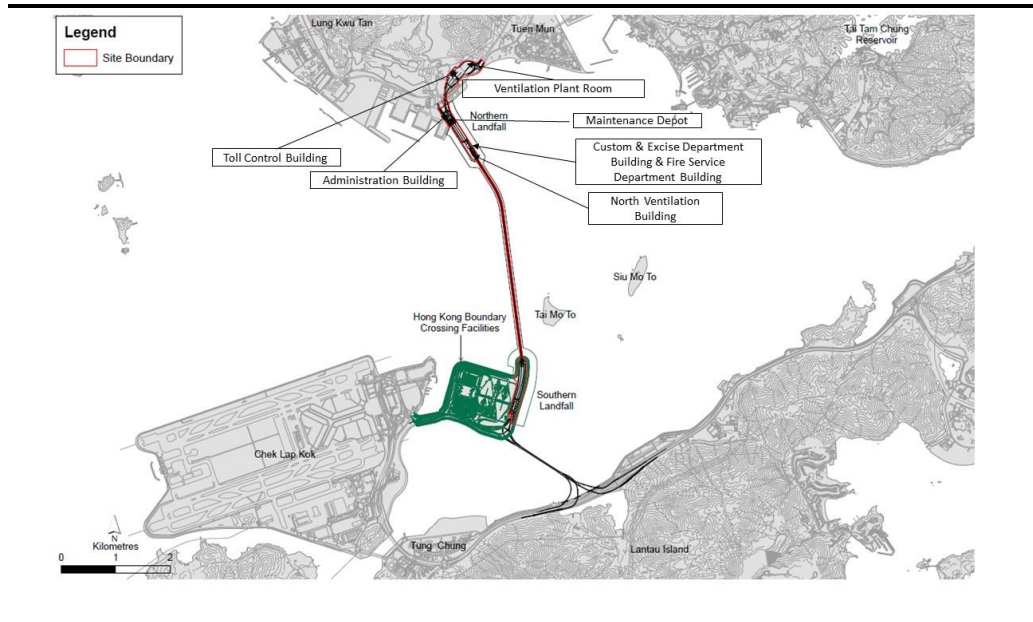 Legend
Site Boundary
Lung Kwu Tan
Tuen Mun
Tai Tam Chung
Reservoir
Ventilation Plant Room
Northern
Landfall
Maintenance Depot
Toll Control Building
Administration Building
Custom & Excise Department
Building & Fire Service
Department Building
North Ventilation
Building
Siu Mo To
Tai Mo To
Hong Kong Boundary
Crossing Facilities
Southern
Landfall
Chek Lap Kok
N
Kilometres
0 1 2
Tung Chung
Lantau Island